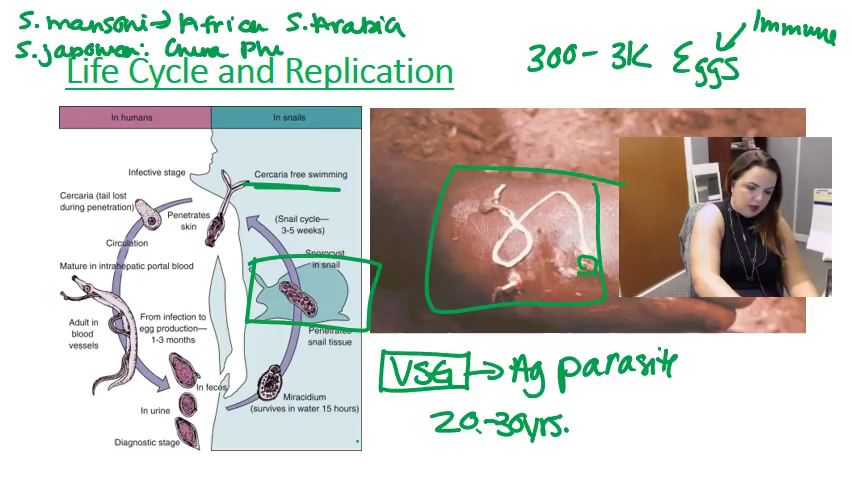 S. mansoni → Africa S. Arabia
S. japonan: China Phi
Immune
300 - 3K Eggs
Life Cycle and Replication
In humans
In snails
Infective stage
Cercaria free swimming
Cercaria (tail lost
during penetration)
Penetrates
skin
(Snail cycle—
3-5 weeks)
Circulation
Sporocyst
in snail
Mature in intrahepatic portal blood
Adult in
blood
vessels
From infection to
egg production—
1-3 months
Penetrates
snail tissue
In feces
Miracidium
(survives in water 15 hours)
In urine
Diagnostic stage
VSG → Ag parasite
20-30yrs.